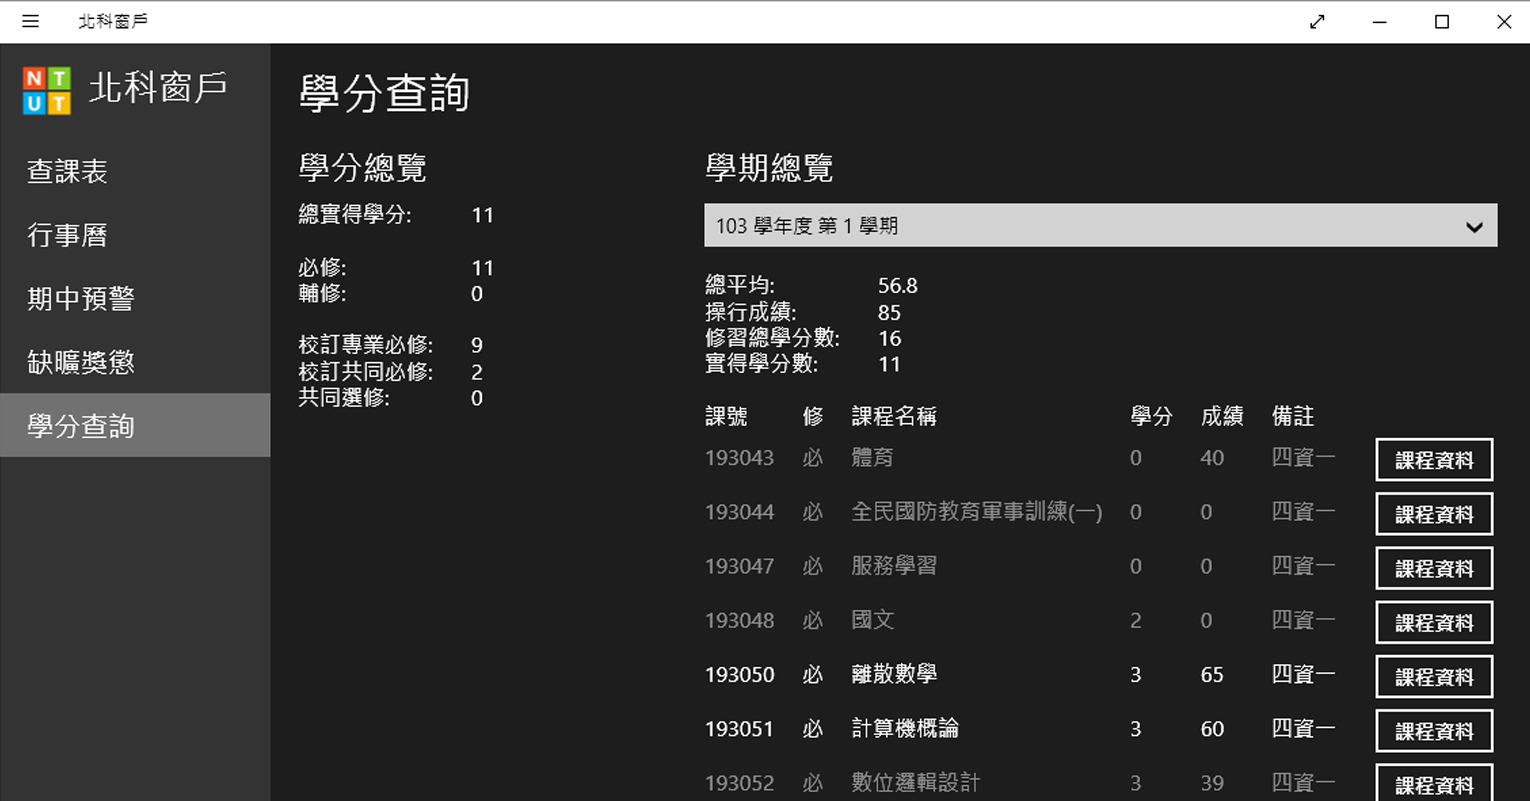 北科窗戶
NT
UT
北科窗戶
查課表
行事曆
期中預警
缺曠獎懲
學分查詢
學分查詢
學分總覽
總實得學分: 11
必修: 11
輔修: 0
校訂專業必修: 9
校訂共同必修: 2
共同選修: 0
學期總覽
103 學年度 第 1 學期
總平均: 56.8
操行成績: 85
修習總學分數: 16
實得學分數: 11
課號 修 課程名稱 學分 成績 備註
193043 必 體育 0 40 四資一 課程資料
193044 必 全民國防教育軍事訓練(一) 0 0 四資一 課程資料
193047 必 服務學習 0 0 四資一 課程資料
193048 必 國文 2 0 四資一 課程資料
193050 必 離散數學 3 65 四資一 課程資料
193051 必 計算機概論 3 60 四資一 課程資料
193052 必 數位邏輯設計 3 39 四資一 課程資料